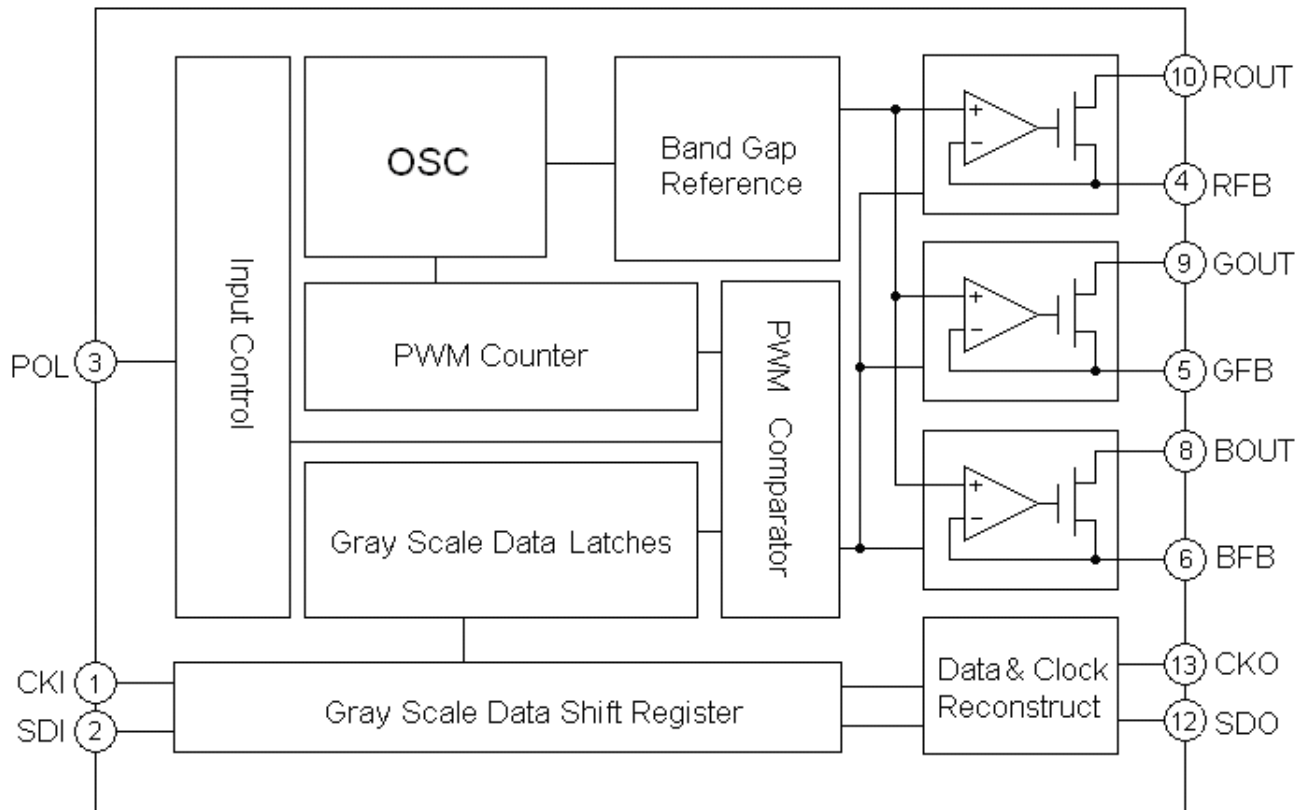 OSC
Band Gap
Reference
Input Control
PWM Counter
PWM Comparator
Gray Scale Data Latches
Gray Scale Data Shift Register
Data & Clock
Reconstruct
POL 3
CKI 1
SDI 2
+
−
10 ROUT
4 RFB
+
−
9 GOUT
5 GFB
+
−
8 BOUT
6 BFB
13 CKO
12 SDO